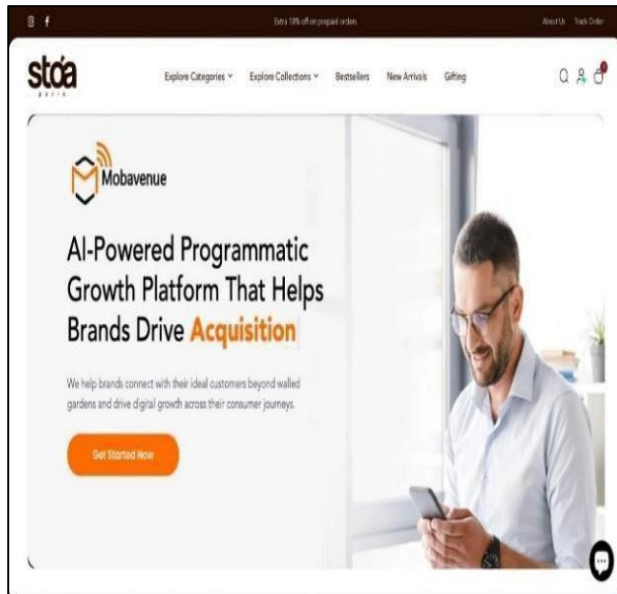 Extra 10% off on prepaid orders
About Us Track Order
stoa
paris
Explore Categories Explore Collections Bestsellers New Arrivals Gifting
Mobavenue
AI-Powered Programmatic
Growth Platform That Helps
Brands Drive Acquisition
We help brands connect with their ideal customers beyond walled
gardens and drive digital growth across their consumer journeys.
Get Started Now